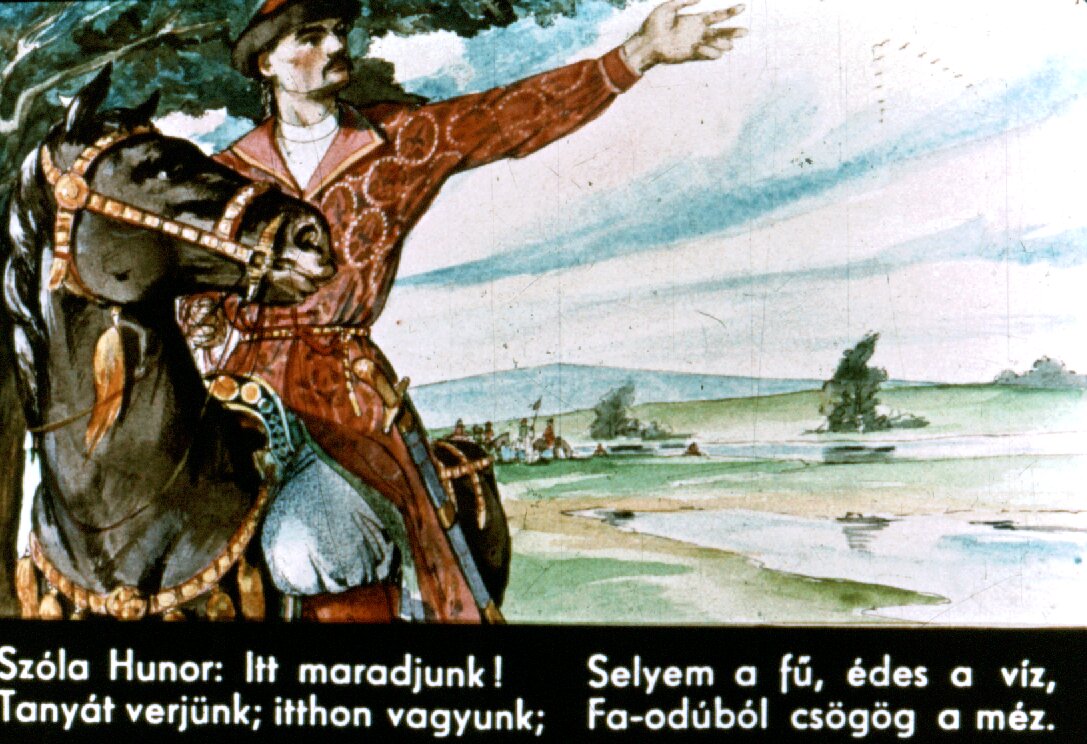 Szóla Hunor: Itt maradjunk!
Tanyát verjünk; itthon vagyunk;
Selyem a fű, édes a víz,
Fa-odúból csögög a méz.